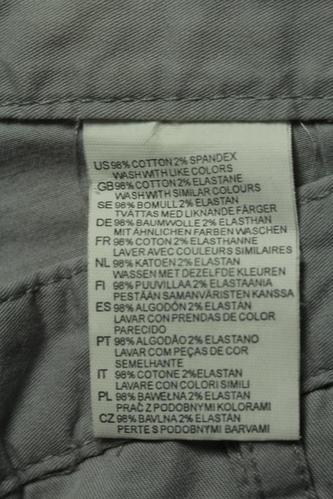 US 98% COTTON 2% SPANDEX
WASH WITH LIKE COLORS
GB 98% COTTON 2% ELASTANE
WASH WITH SIMILAR COLOURS
SE 98% BOMULL 2% ELASTAN
TVÄTTAS MED LIKNANDE FÄRGER
DE 98% BAUMWOLLE 2% ELASTHAN
MIT ÄHNLICHEN FARBEN WASCHEN
FR 98% COTON 2% ELASTHANNE
LAVER AVEC COULEURS SIMILAIRES
NL 98% KATOEN 2% ELASTAN
WASSEN MET DEZELFDE KLEUREN
FI 98% PUUVILLAA 2% ELASTAANIA
PESTÄÄN SAMANVÄRISTEN KANSSA
ES 98% ALGODÓN 2% ELASTAN
LAVAR CON PRENDAS DE COLOR
PARECIDO
PT 98% ALGODÃO 2% ELASTANO
LAVAR COM PEÇAS DE COR
SEMELHANTE
IT 98% COTONE 2% ELASTAN
LAVARE CON COLORI SIMILI
PL 98% BAWEŁNA 2% ELASTAN
PRAĆ Z PODOBNYMI KOLORAMI
CZ 98% BAVLNA 2% ELASTAN
PERTE S PODOBNÝMI BARVAMI